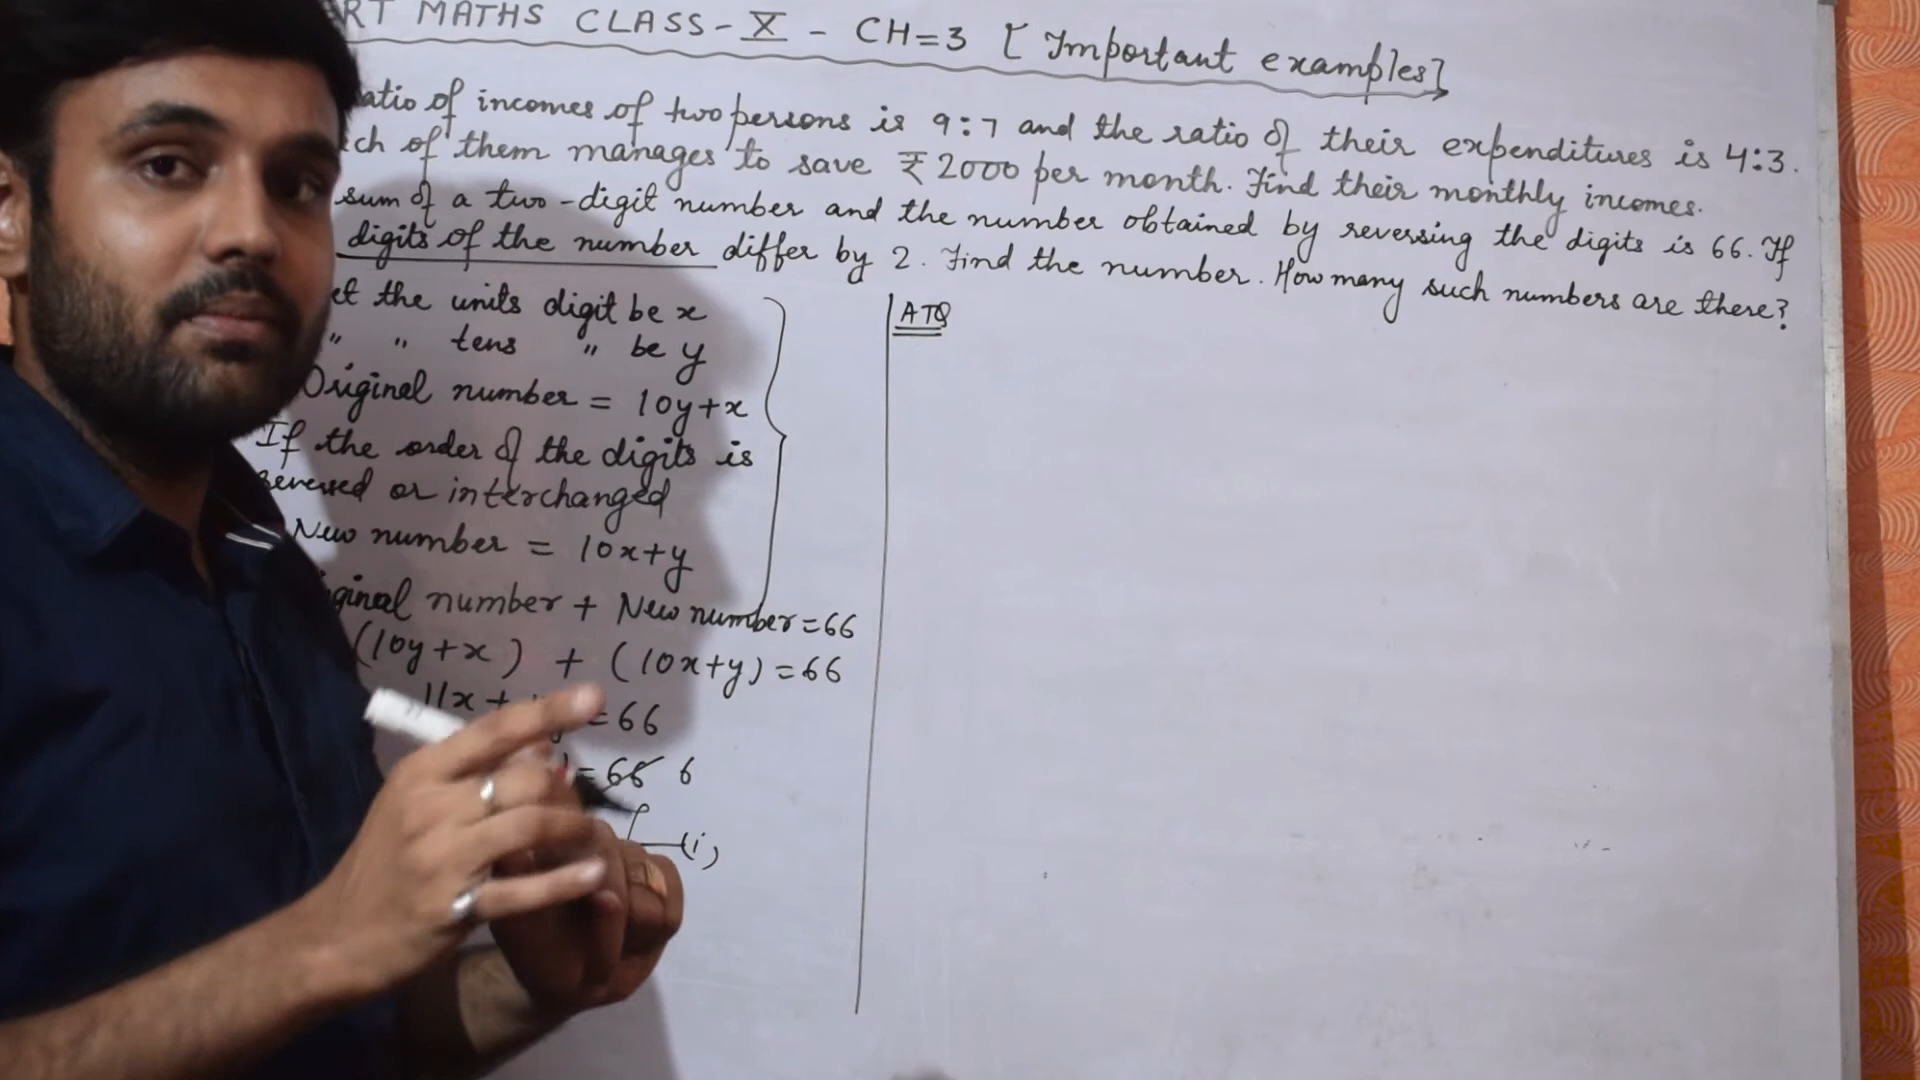 RT MATHS CLASS-X - CH=3 [Important examples]
atio of incomes of two persons is 9:7 and the ratio of their expenditures is 4:3.
ch of them manages to save ₹2000 per month. Find their monthly incomes.
sum of a two-digit number and the number obtained by reversing the digits is 66. If
digits of the number differ by 2. Find the number. How many such numbers are there?
et the units digit be x
" " tens " be y
Original number = 10y+x
If the order of the digits is
reversed or interchanged
New number = 10x+y
iginal number + New number=66
(10y+x) + (10x+y)=66
11x + =66
=66 6
(i)
ATQ